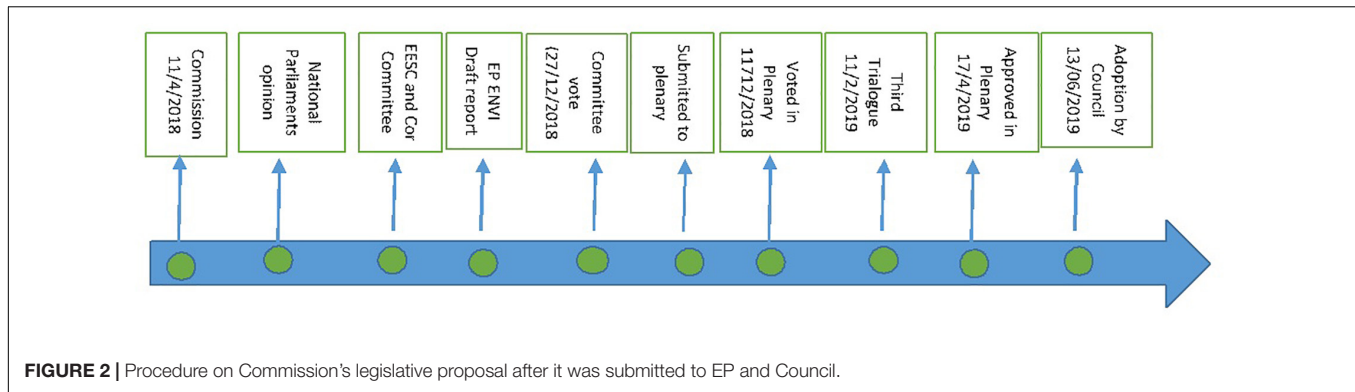 Commission
11/4/2018
National
Parliaments
opinion
EESC and Cor
Committee
EP ENVI
Draft report
Committee
vote
(27/12/2018
Submitted to
plenary
Voted in
Plenary
11712/2018
Third
Trialogue
11/2/2019
Approved in
Plenary
17/4/2019
Adoption by
Council
13/06/2019
FIGURE 2 | Procedure on Commission's legislative proposal after it was submitted to EP and Council.